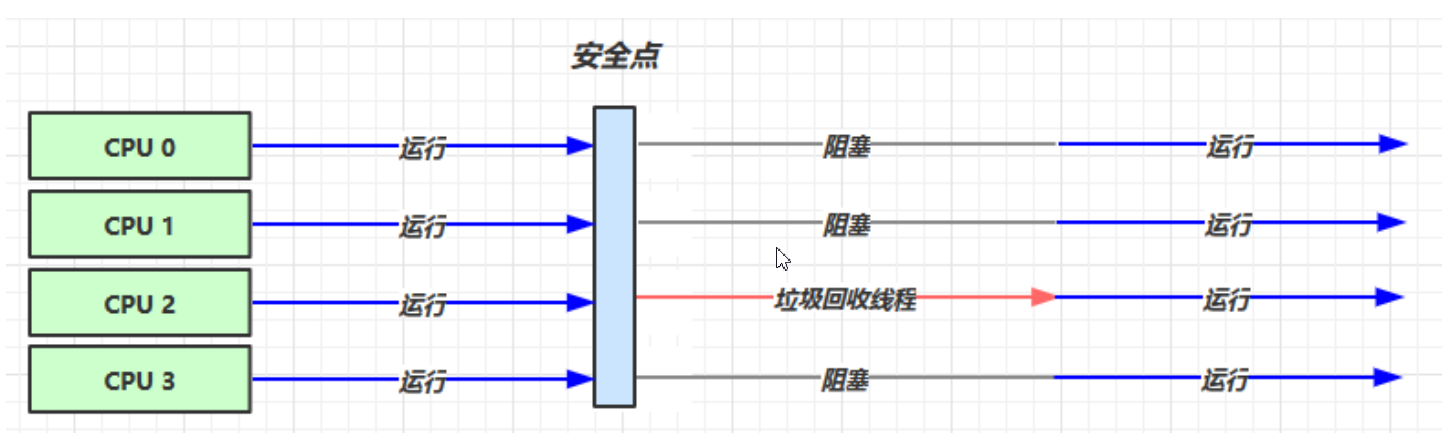 安全点
CPU 0 运行 阻塞 运行
CPU 1 运行 阻塞 运行
CPU 2 运行 垃圾回收线程 运行
CPU 3 运行 阻塞 运行